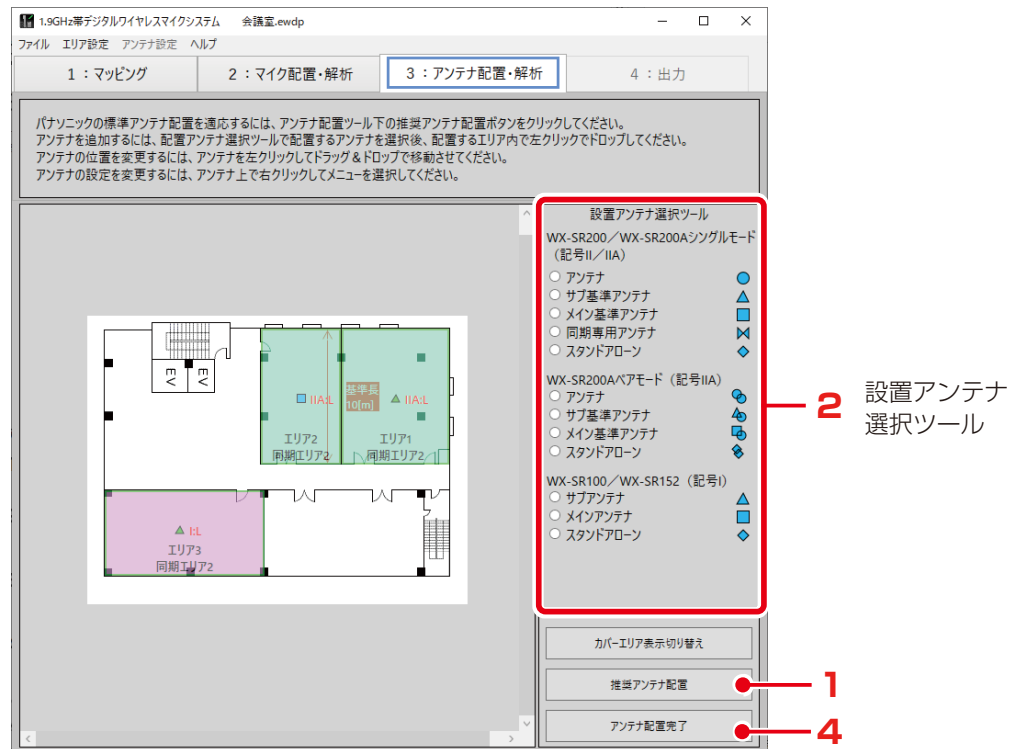 1.9GHz帯デジタルワイヤレスマイクシステム　会議室.ewdp
ファイル　エリア設定　アンテナ設定　ヘルプ
1：マッピング
2：マイク配置・解析
3：アンテナ配置・解析
4：出力
パナソニックの標準アンテナ配置を適応するには、アンテナ配置ツール下の推奨アンテナ配置ボタンをクリックしてください。
アンテナを追加するには、配置アンテナ選択ツールで配置するアンテナを選択後、配置するエリア内で左クリックでドロップしてください。
アンテナの位置を変更するには、アンテナを左クリックしてドラッグ＆ドロップで移動させてください。
アンテナの設定を変更するには、アンテナ上で右クリックしてメニューを選択してください。
EV
EV
IIA:L
基準長
10[m]
IIA:L
エリア2
同期エリア2
エリア1
同期エリア2
I:L
エリア3
同期エリア2
設置アンテナ選択ツール
WX-SR200／WX-SR200Aシングルモード
（記号II／IIA）
アンテナ
サブ基準アンテナ
メイン基準アンテナ
同期専用アンテナ
スタンドアローン
WX-SR200Aペアモード（記号IIA）
アンテナ
サブ基準アンテナ
メイン基準アンテナ
スタンドアローン
WX-SR100／WX-SR152（記号I）
サブアンテナ
メインアンテナ
スタンドアローン
カバーエリア表示切り替え
推奨アンテナ配置
アンテナ配置完了
2
設置アンテナ
選択ツール
1
4